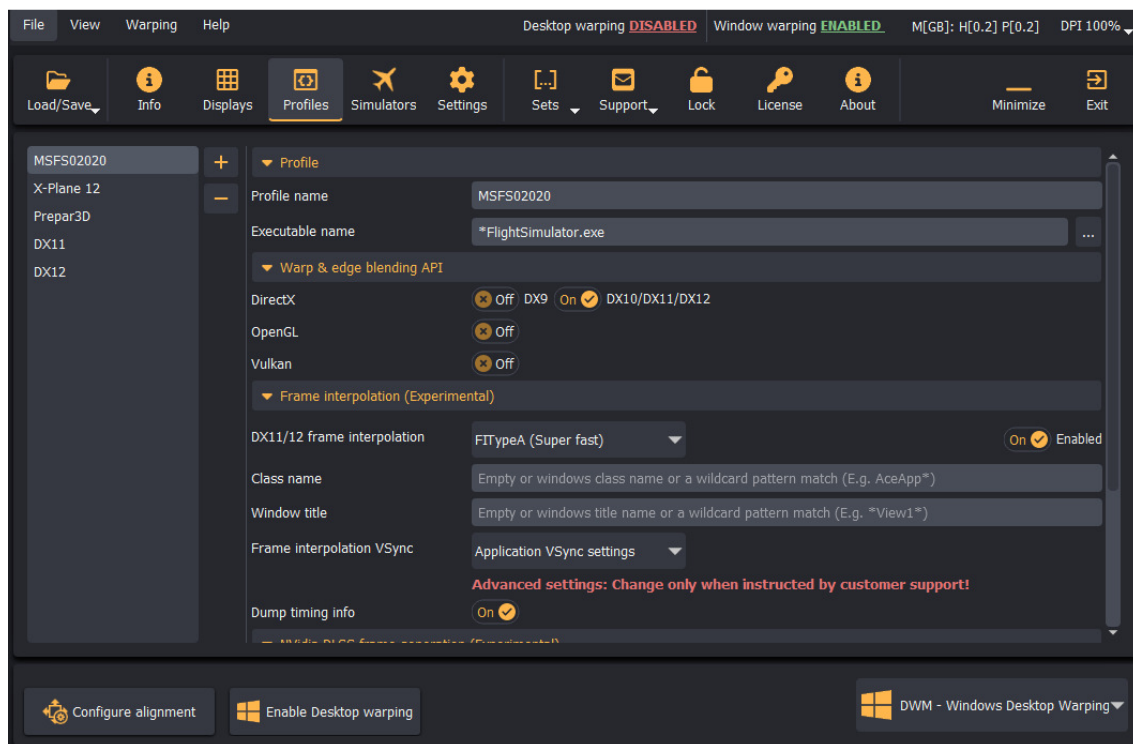 File View Warping Help Desktop warping DISABLED Window warping ENABLED M[GB]: H[0.2] P[0.2] DPI 100%
Load/Save Info Displays Profiles Simulators Settings [...] Sets Support Lock License About Minimize Exit
MSFS02020
X-Plane 12
Prepar3D
DX11
DX12
Profile
Profile name MSFS02020
Executable name *FlightSimulator.exe ...
Warp & edge blending API
DirectX Off DX9 On DX10/DX11/DX12
OpenGL Off
Vulkan Off
Frame interpolation (Experimental)
DX11/12 frame interpolation FITypeA (Super fast) On Enabled
Class name Empty or windows class name or a wildcard pattern match (E.g. AceApp*)
Window title Empty or windows title name or a wildcard pattern match (E.g. *View1*)
Frame interpolation VSync Application VSync settings
Advanced settings: Change only when instructed by customer support!
Dump timing info On
NVidia DLSS frame generation (Experimental)
Configure alignment Enable Desktop warping DWM - Windows Desktop Warping